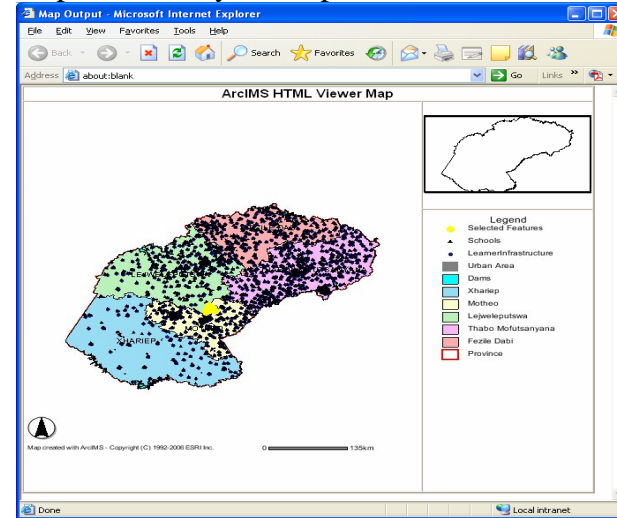 Map Output - Microsoft Internet Explorer
File Edit View Favorites Tools Help
Back Search Favorites
Address about:blank Go Links »
ArcIMS HTML Viewer Map
Legend
Selected Features
Schools
LearnerInfrastructure
Urban Area
Dams
Xhariep
Motheo
Lejweleputswa
Thabo Mofutsanyana
Fezile Dabi
Province
XHARIEP
Map created with ArcIMS - Copyright (C) 1992-2006 ESRI Inc.
0 135km
Done Local intranet